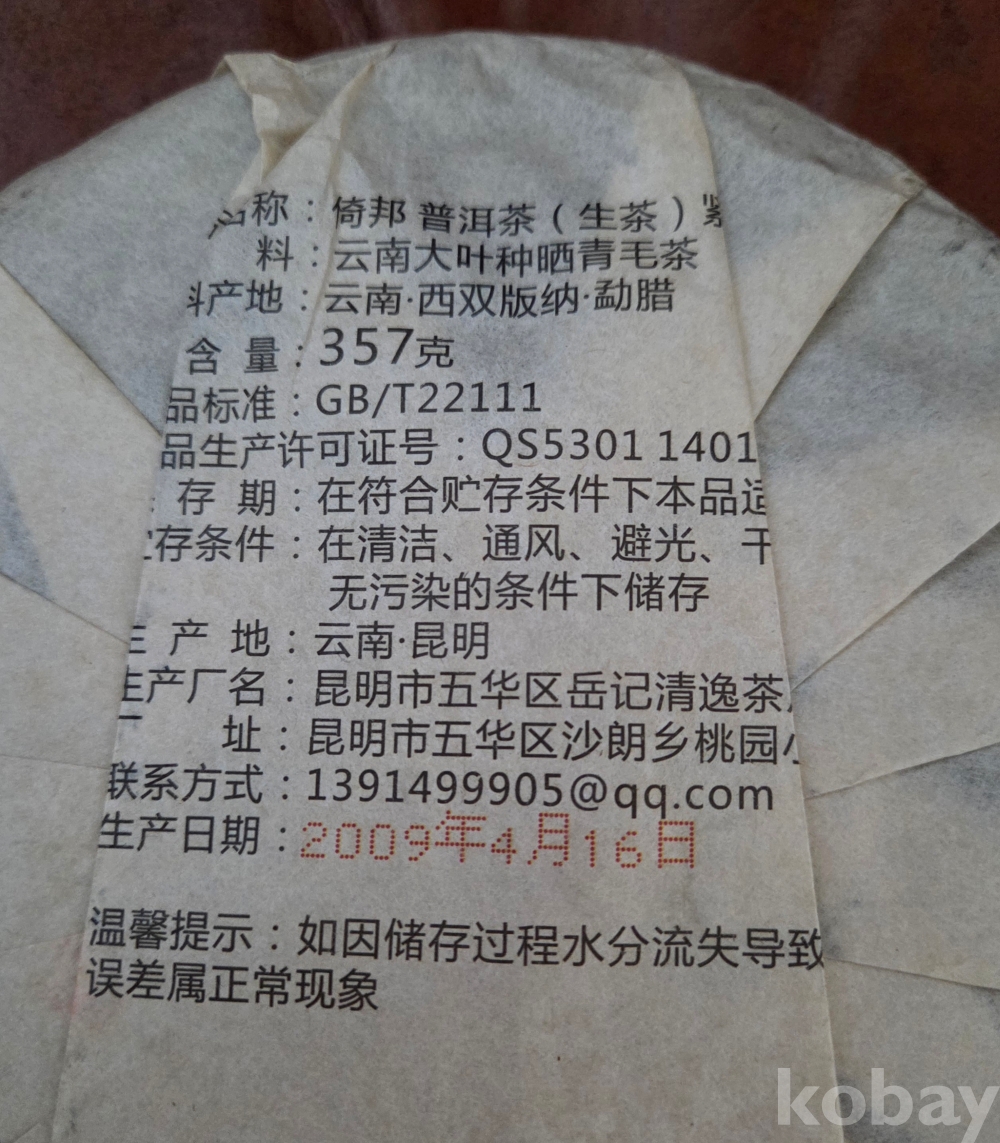 名称：倚邦 普洱茶（生茶）紧
料：云南大叶种晒青毛茶
料产地：云南·西双版纳·勐腊
含 量：357克
品标准：GB/T22111
品生产许可证号：QS5301 1401
存 期：在符合贮存条件下本品适
贮存条件：在清洁、通风、避光、干
无污染的条件下储存
生 产 地：云南·昆明
生产厂名：昆明市五华区岳记清逸茶
址：昆明市五华区沙朗乡桃园小
联系方式：1391499905@qq.com
生产日期：2009年4月16日
温馨提示：如因储存过程水分流失导致
误差属正常现象
kobay